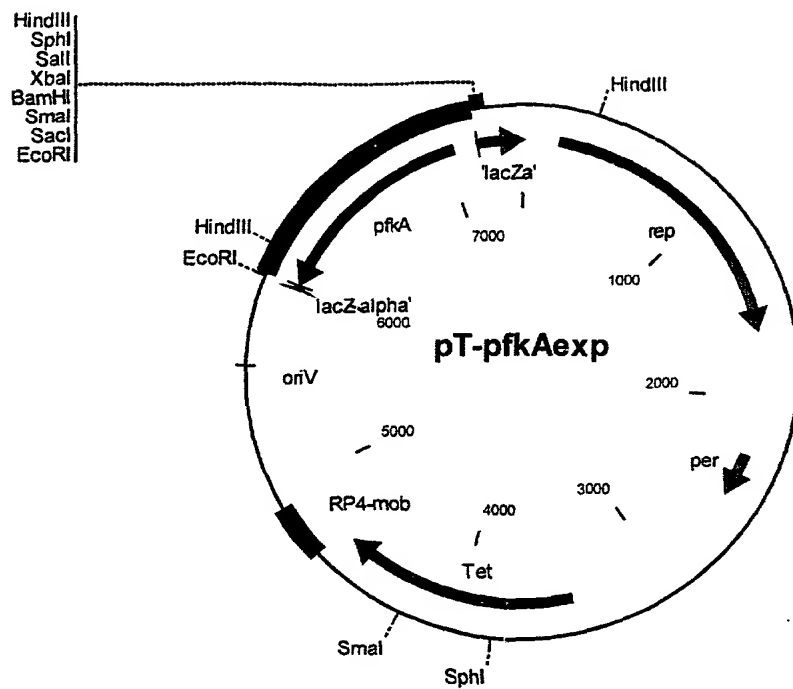 HindIII
SphI
SalI
XbaI
BamHI
SmaI
SacI
EcoRI
HindIII
'lacZa'
pfkA
7000
rep
1000
HindIII
EcoRI
lacZ-alpha'
6000
pT-pfkAexp
oriV
2000
5000
per
RP4-mob
4000
3000
Tet
SmaI
SphI